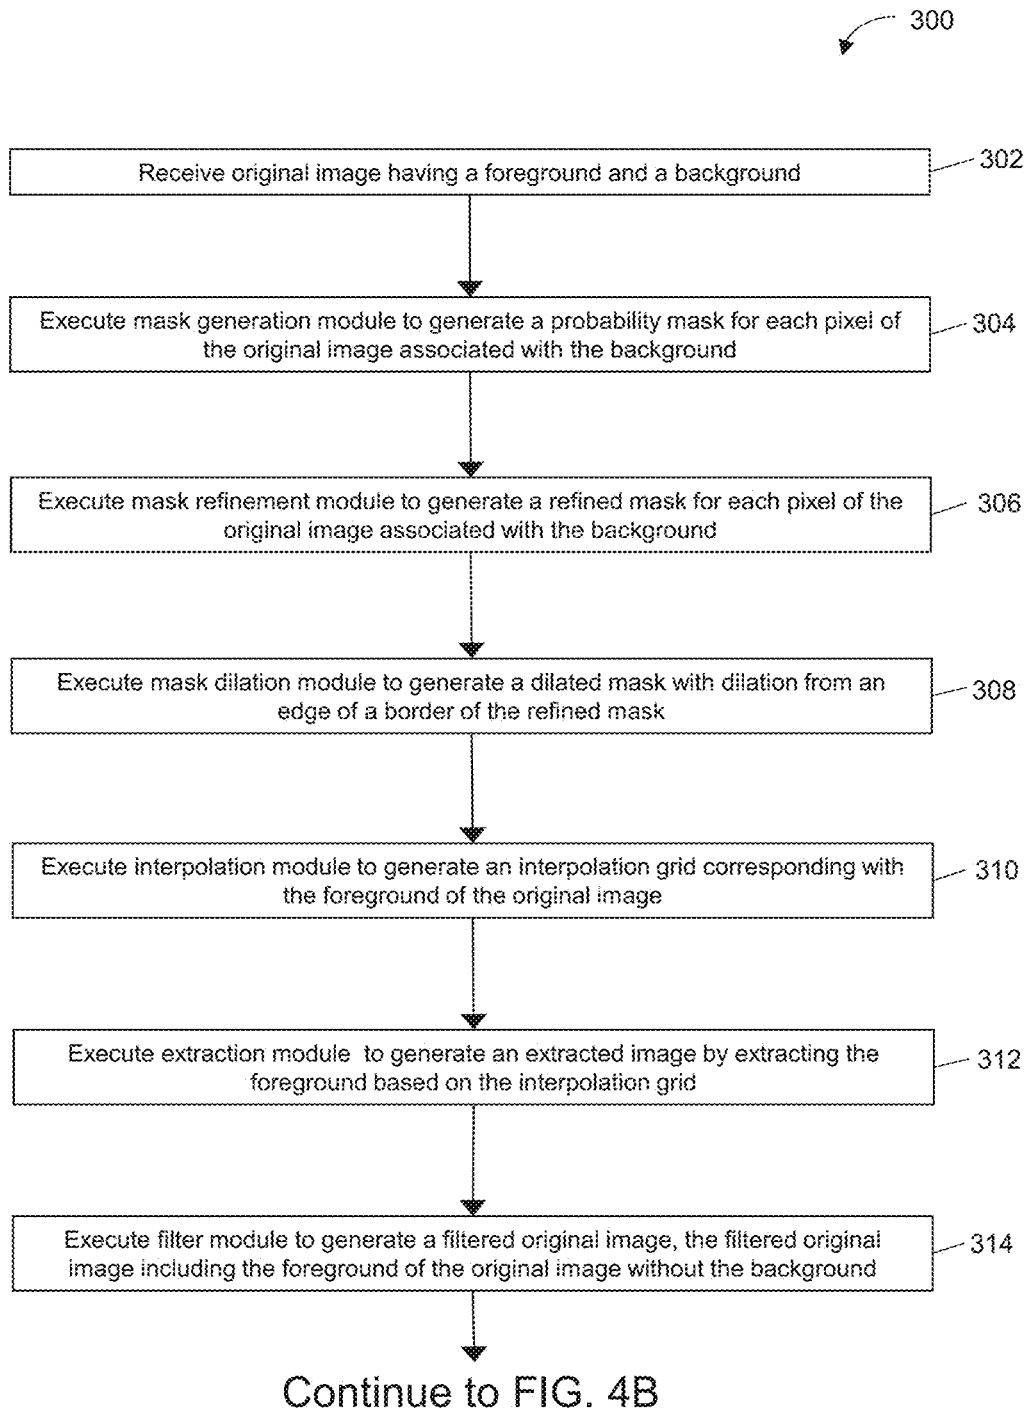 300
Receive original image having a foreground and a background
302
Execute mask generation module to generate a probability mask for each pixel of
the original image associated with the background
304
Execute mask refinement module to generate a refined mask for each pixel of the
original image associated with the background
306
Execute mask dilation module to generate a dilated mask with dilation from an
edge of a border of the refined mask
308
Execute interpolation module to generate an interpolation grid corresponding with
the foreground of the original image
310
Execute extraction module to generate an extracted image by extracting the
foreground based on the interpolation grid
312
Execute filter module to generate a filtered original image, the filtered original
image including the foreground of the original image without the background
314
Continue to FIG. 4B